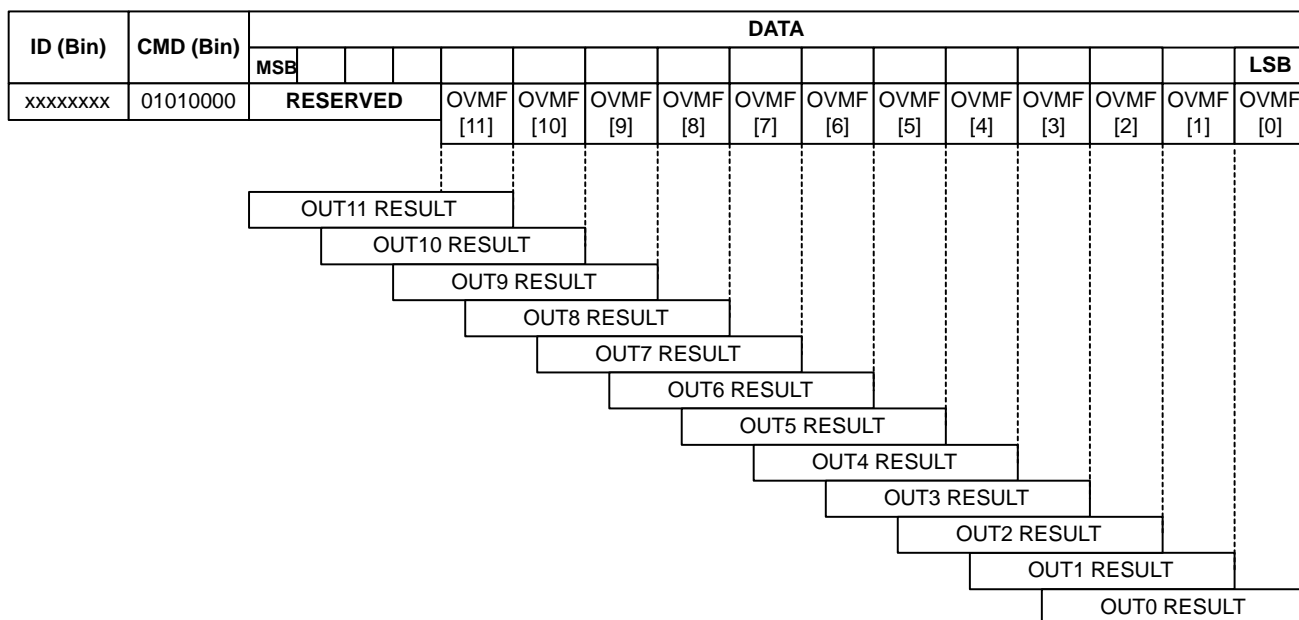 ID (Bin) CMD (Bin) DATA
MSB LSB
xxxxxxxx 01010000 RESERVED OVMF [11] OVMF [10] OVMF [9] OVMF [8] OVMF [7] OVMF [6] OVMF [5] OVMF [4] OVMF [3] OVMF [2] OVMF [1] OVMF [0]
OUT11 RESULT
OUT10 RESULT
OUT9 RESULT
OUT8 RESULT
OUT7 RESULT
OUT6 RESULT
OUT5 RESULT
OUT4 RESULT
OUT3 RESULT
OUT2 RESULT
OUT1 RESULT
OUT0 RESULT